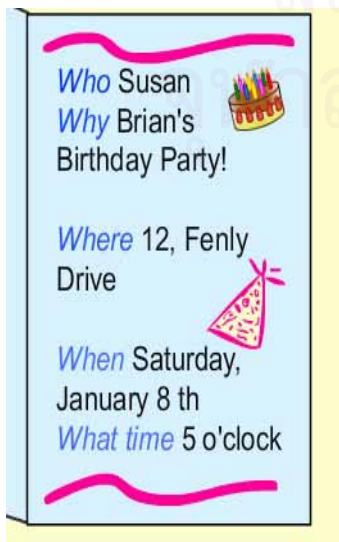 Who Susan
Why Brian's
Birthday Party!
Where 12, Fenly
Drive
When Saturday,
January 8 th
What time 5 o'clock